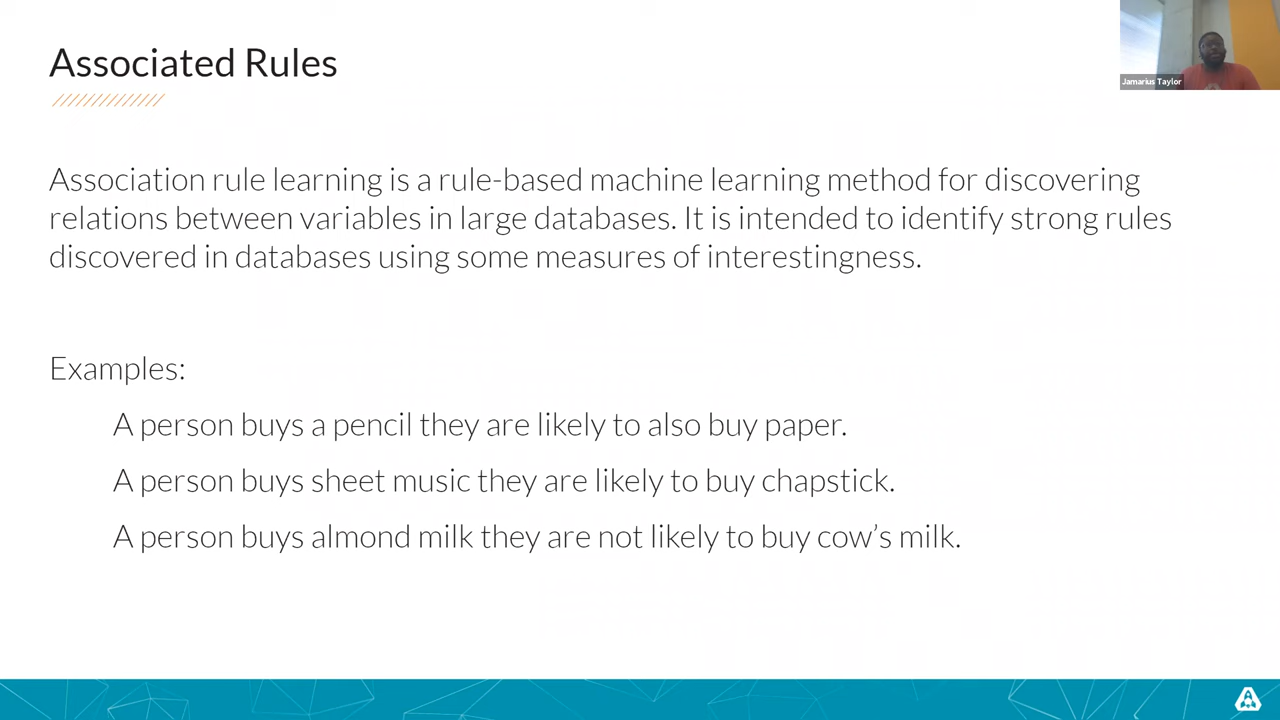 Associated Rules
Jamarius Taylor
Association rule learning is a rule-based machine learning method for discovering
relations between variables in large databases. It is intended to identify strong rules
discovered in databases using some measures of interestingness.
Examples:
A person buys a pencil they are likely to also buy paper.
A person buys sheet music they are likely to buy chapstick.
A person buys almond milk they are not likely to buy cow’s milk.